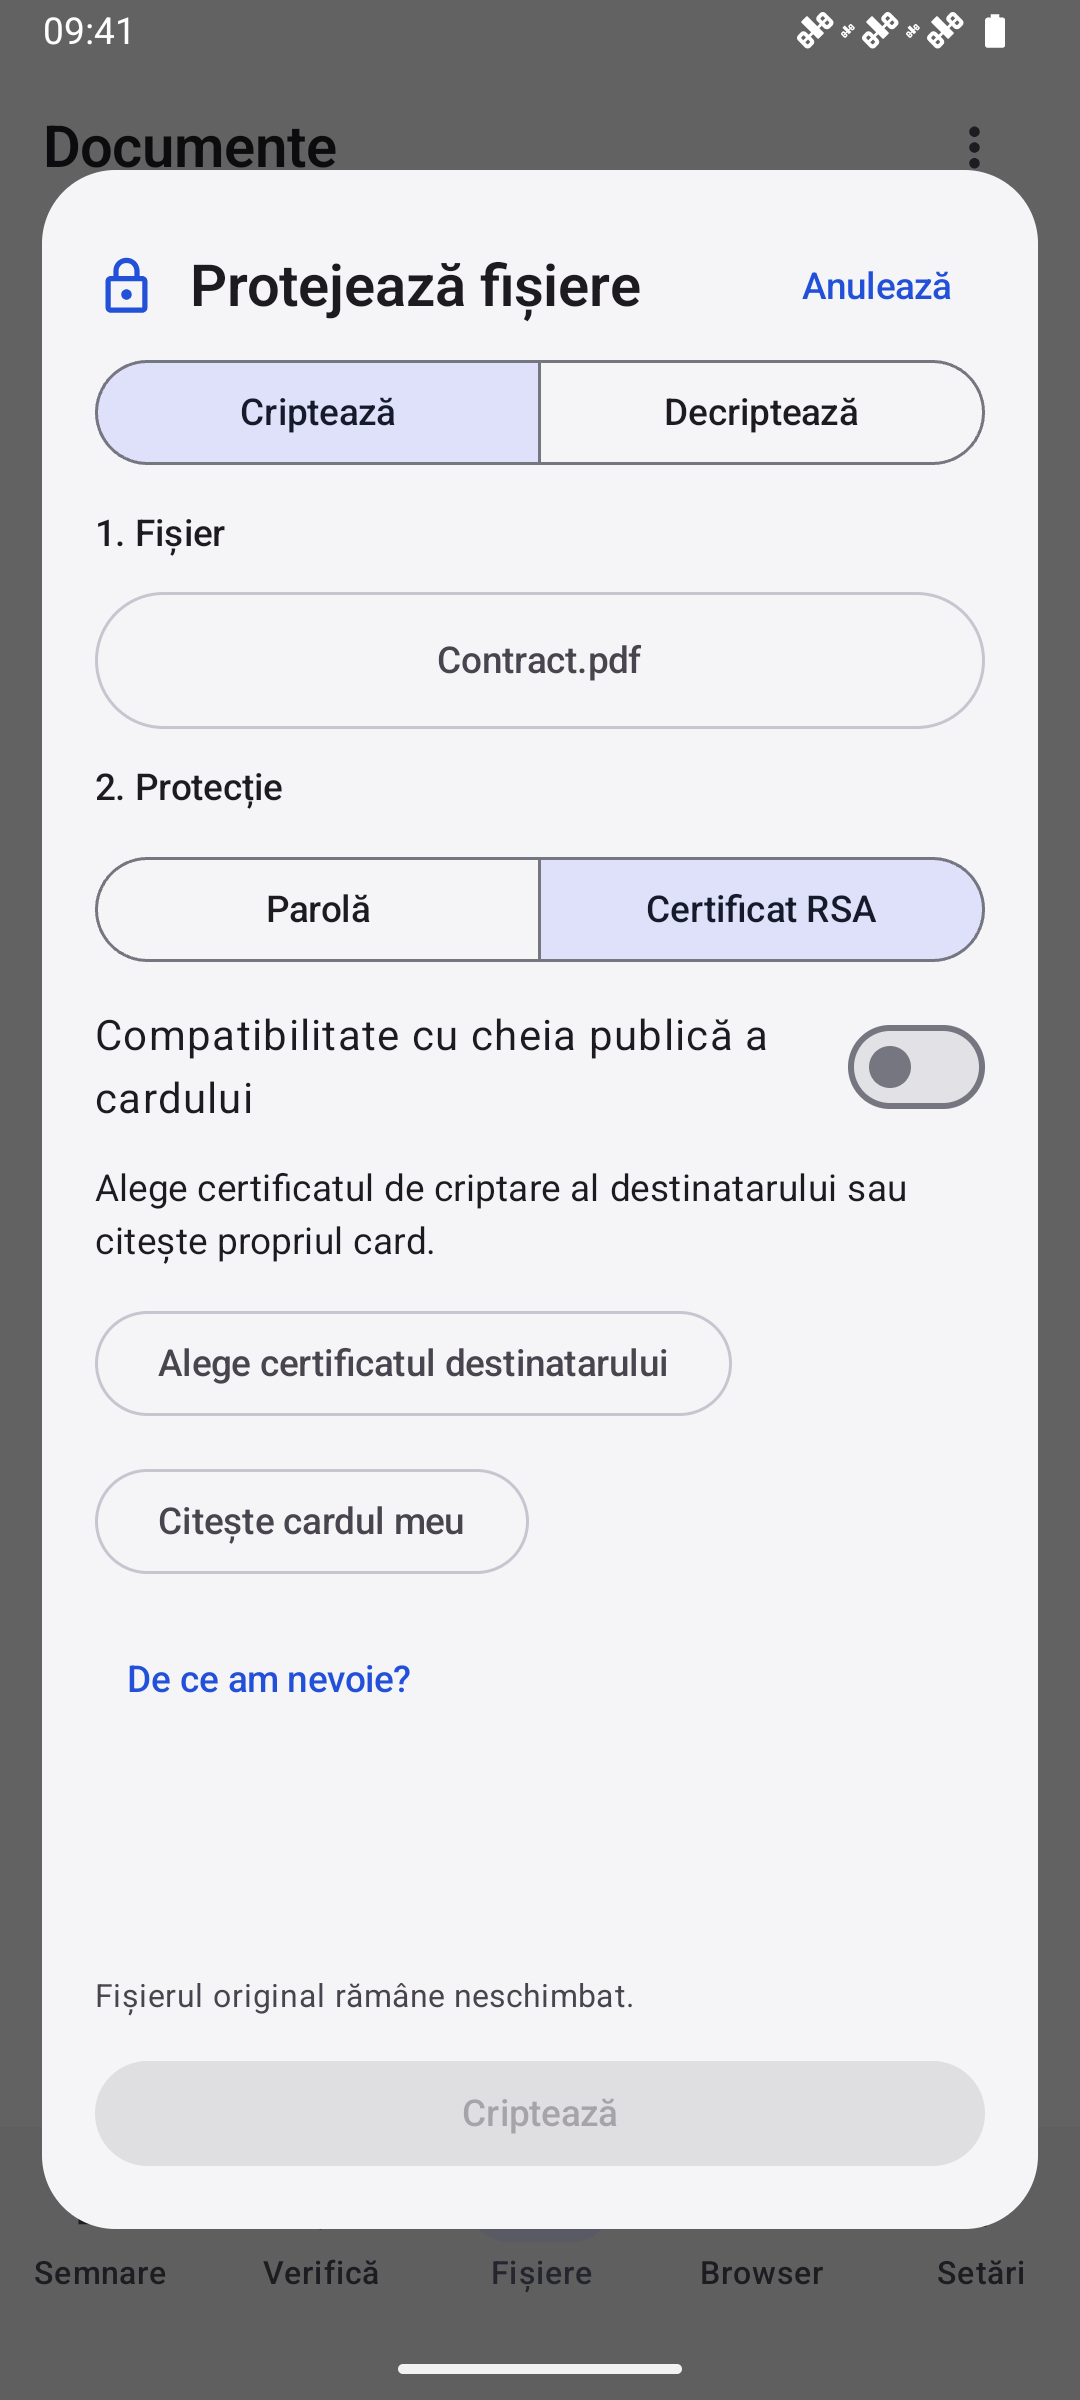 09:41
Documente
Protejează fișiere
Anulează
Criptează
Decriptează
1. Fișier
Contract.pdf
2. Protecție
Parolă
Certificat RSA
Compatibilitate cu cheia publică a
cardului
Alege certificatul de criptare al destinatarului sau
citește propriul card.
Alege certificatul destinatarului
Citește cardul meu
De ce am nevoie?
Fișierul original rămâne neschimbat.
Criptează
Semnare
Verifică
Fișiere
Browser
Setări